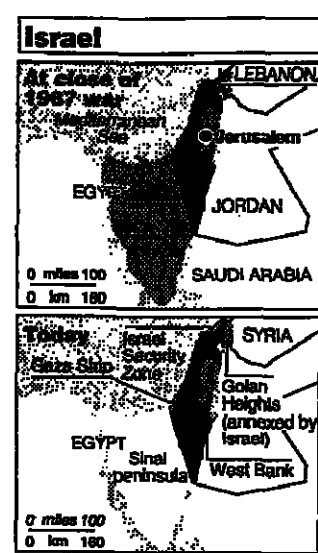 Israel
At close of
1967 war
LEBANON
Mediterranean
Sea
Jerusalem
EGYPT
JORDAN
0 miles 100
0 km 160
SAUDI ARABIA
Today
Israel
Security
Zone
SYRIA
Gaza Strip
Golan
Heights
(annexed by
Israel)
EGYPT
Sinai
peninsula
West Bank
0 miles 100
0 km 160